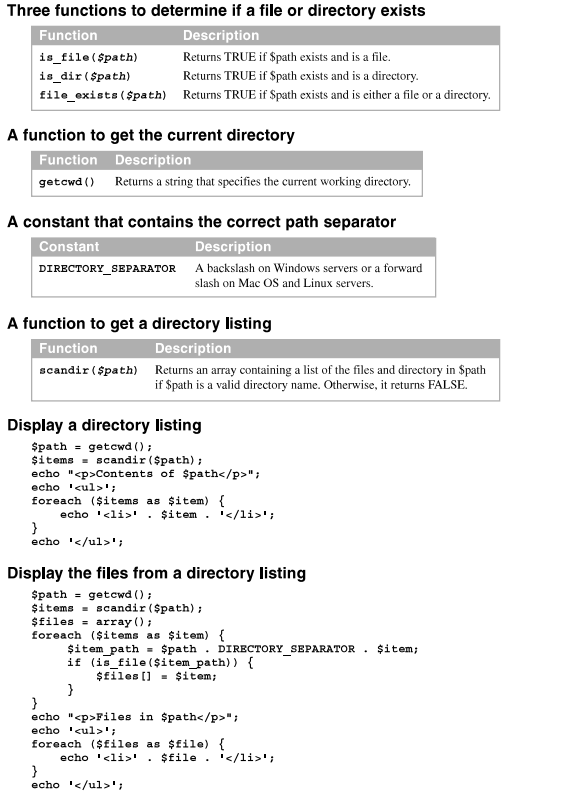 Three functions to determine if a file or directory exists
Function Description
is_file($path) Returns TRUE if $path exists and is a file.
is_dir($path) Returns TRUE if $path exists and is a directory.
file_exists($path) Returns TRUE if $path exists and is either a file or a directory.
A function to get the current directory
Function Description
getcwd() Returns a string that specifies the current working directory.
A constant that contains the correct path separator
Constant Description
DIRECTORY_SEPARATOR A backslash on Windows servers or a forward
slash on Mac OS and Linux servers.
A function to get a directory listing
Function Description
scandir($path) Returns an array containing a list of the files and directory in $path
if $path is a valid directory name. Otherwise, it returns FALSE.
Display a directory listing
$path = getcwd();
$items = scandir($path);
echo "<p>Contents of $path</p>";
echo '<ul>';
foreach ($items as $item) {
    echo '<li>' . $item . '</li>';
}
echo '</ul>';
Display the files from a directory listing
$path = getcwd();
$items = scandir($path);
$files = array();
foreach ($items as $item) {
    $item_path = $path . DIRECTORY_SEPARATOR . $item;
    if (is_file($item_path)) {
        $files[] = $item;
    }
}
echo "<p>Files in $path</p>";
echo '<ul>';
foreach ($files as $file) {
    echo '<li>' . $file . '</li>';
}
echo '</ul>';